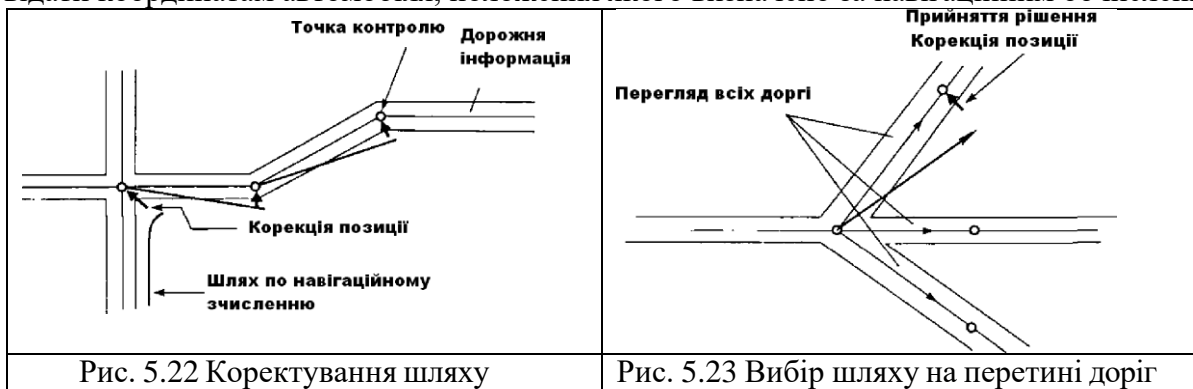 Точка контролю
Дорожня
інформація
Корекція позиції
Шлях по навігаційному
зчисленню
Рис. 5.22 Коректування шляху
Прийняття рішення
Корекція позиції
Перегляд всіх доргі
Рис. 5.23 Вибір шляху на перетині доріг